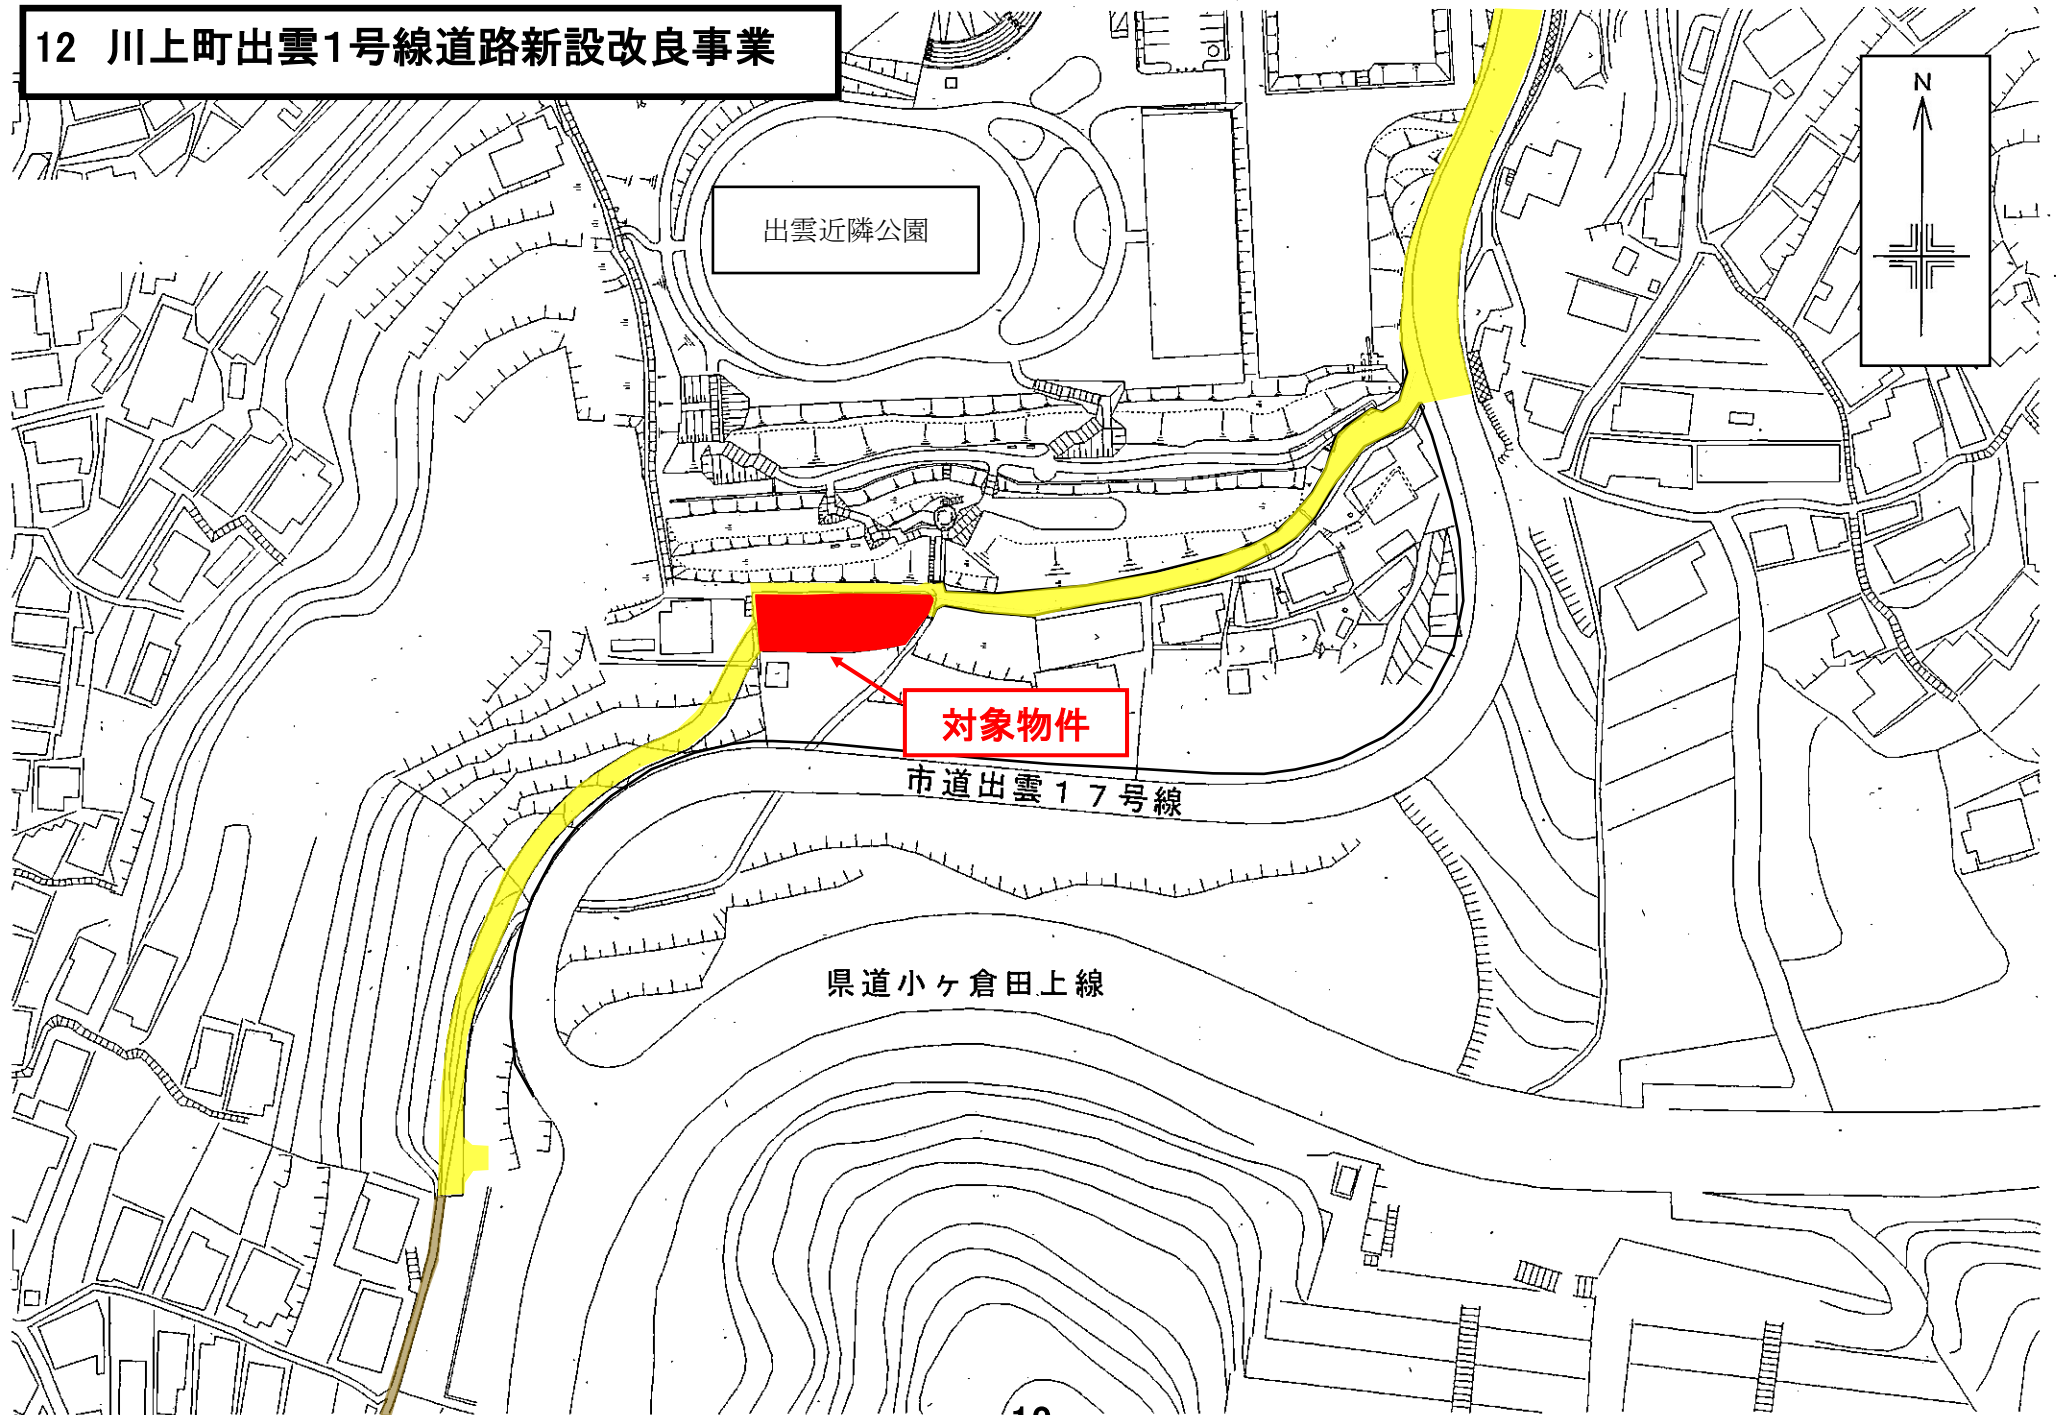 12 川上町出雲1号線道路新設改良事業
N
出雲近隣公園
対象物件
市道出雲17号線
県道小ヶ倉田上線